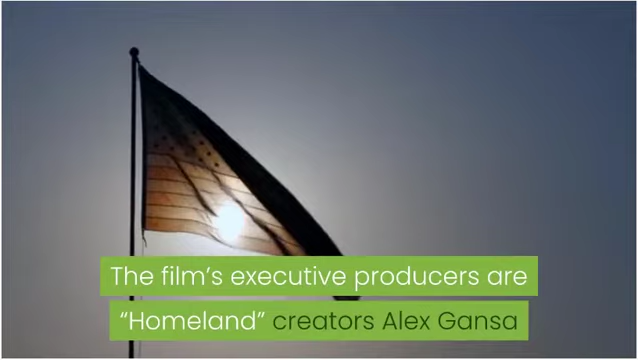 The film’s executive producers are
“Homeland” creators Alex Gansa